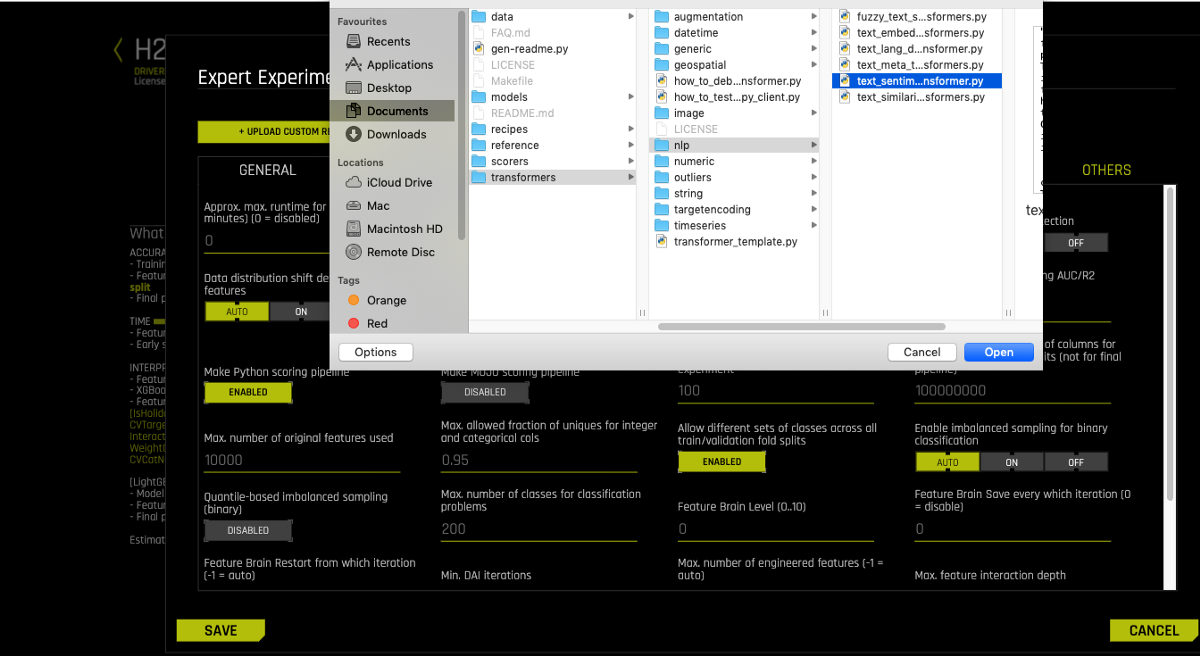 H2
DRIVER
License
Expert Experime
+ UPLOAD CUSTOM RE
GENERAL
OTHERS
Favourites
Recents
Applications
Desktop
Documents
Downloads
Locations
iCloud Drive
Mac
Macintosh HD
Remote Disc
Tags
Orange
Red
data
FAQ.md
gen-readme.py
LICENSE
Makefile
models
README.md
recipes
reference
scorers
transformers
augmentation
datetime
generic
geospatial
how_to_deb...nsformer.py
how_to_test...py_client.py
image
LICENSE
nlp
numeric
outliers
string
targetencoding
timeseries
transformer_template.py
fuzzy_text_s...sformers.py
text_embed...sformers.py
text_lang_d...nsformer.py
text_meta_t...sformers.py
text_sentim...nsformer.py
text_similari...sformers.py
tex
Options
Cancel
Open
What
ACCURA
- Trainin
- Featur
split
- Final p
TIME
- Featur
- Early s
INTERPR
- Featur
- XGBoo
- Featur
[IsHolida
CVTarge
Interact
Weight
CVCatN
[LightGB
- Model
- Featur
- Final p
Estimat
Approx. max. runtime for
minutes) (0 = disabled)
0
ection
OFF
Data distribution shift de
features
AUTO
ON
ng AUC/R2
Make Python scoring pipeline
ENABLED
Make MOJO scoring pipeline
DISABLED
experiment
100
of columns for
its (not for final
pipeline)
100000000
Max. number of original features used
10000
Max. allowed fraction of uniques for integer
and categorical cols
0.95
Allow different sets of classes across all
train/validation fold splits
ENABLED
Enable imbalanced sampling for binary
classification
AUTO
ON
OFF
Quantile-based imbalanced sampling
(binary)
DISABLED
Max. number of classes for classification
problems
200
Feature Brain Level (0..10)
0
Feature Brain Save every which iteration (0
= disable)
0
Feature Brain Restart from which iteration
(-1 = auto)
Min. DAI iterations
Max. number of engineered features (-1 =
auto)
Max. feature interaction depth
SAVE
CANCEL